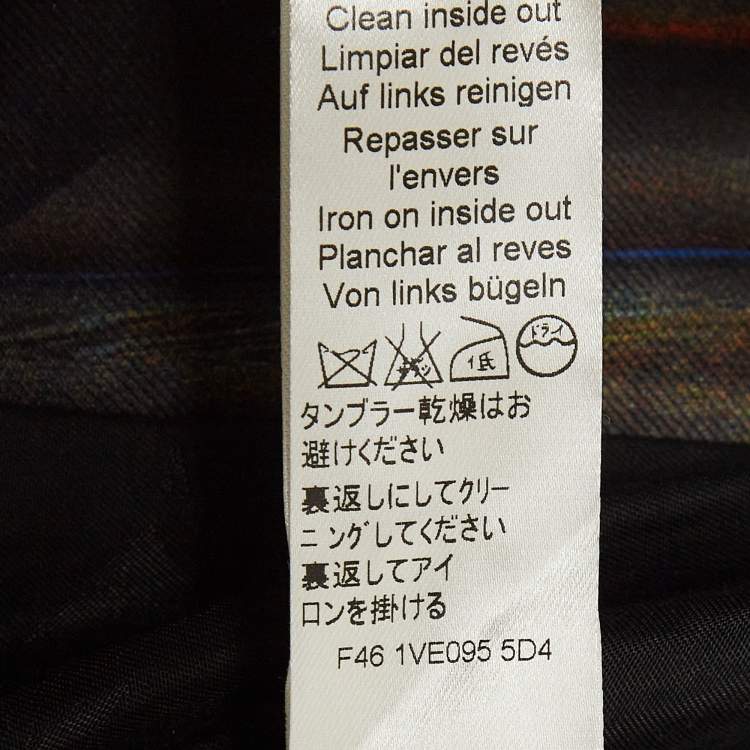 Clean inside out
Limpiar del revés
Auf links reinigen
Repasser sur
l'envers
Iron on inside out
Planchar al reves
Von links bügeln
低 ドライ
タンブラー乾燥はお
避けください
裏返しにしてクリー
ニングしてください
裏返してアイ
ロンを掛ける
F46 1VE095 5D4